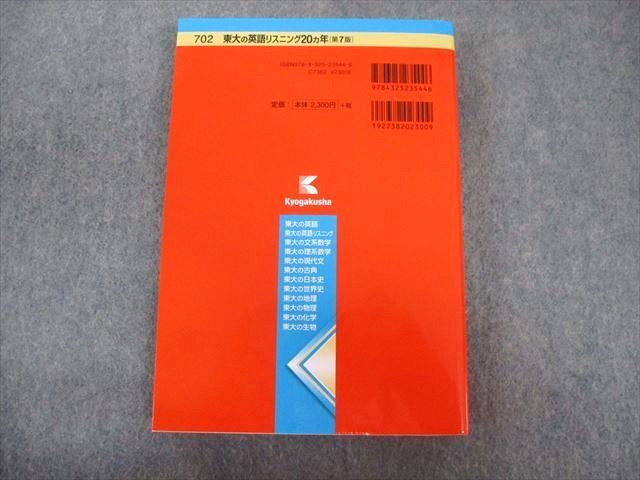 702 東大の英語リスニング20カ年[第7版]
ISBN978-4-325-23544-6
C7382 ¥2300E
9784325235446
定価：本体 2,300円＋税
1927382023009
Kyogakusha
東大の英語
東大の英語リスニング
東大の文系数学
東大の理系数学
東大の現代文
東大の古典
東大の日本史
東大の世界史
東大の地理
東大の物理
東大の化学
東大の生物